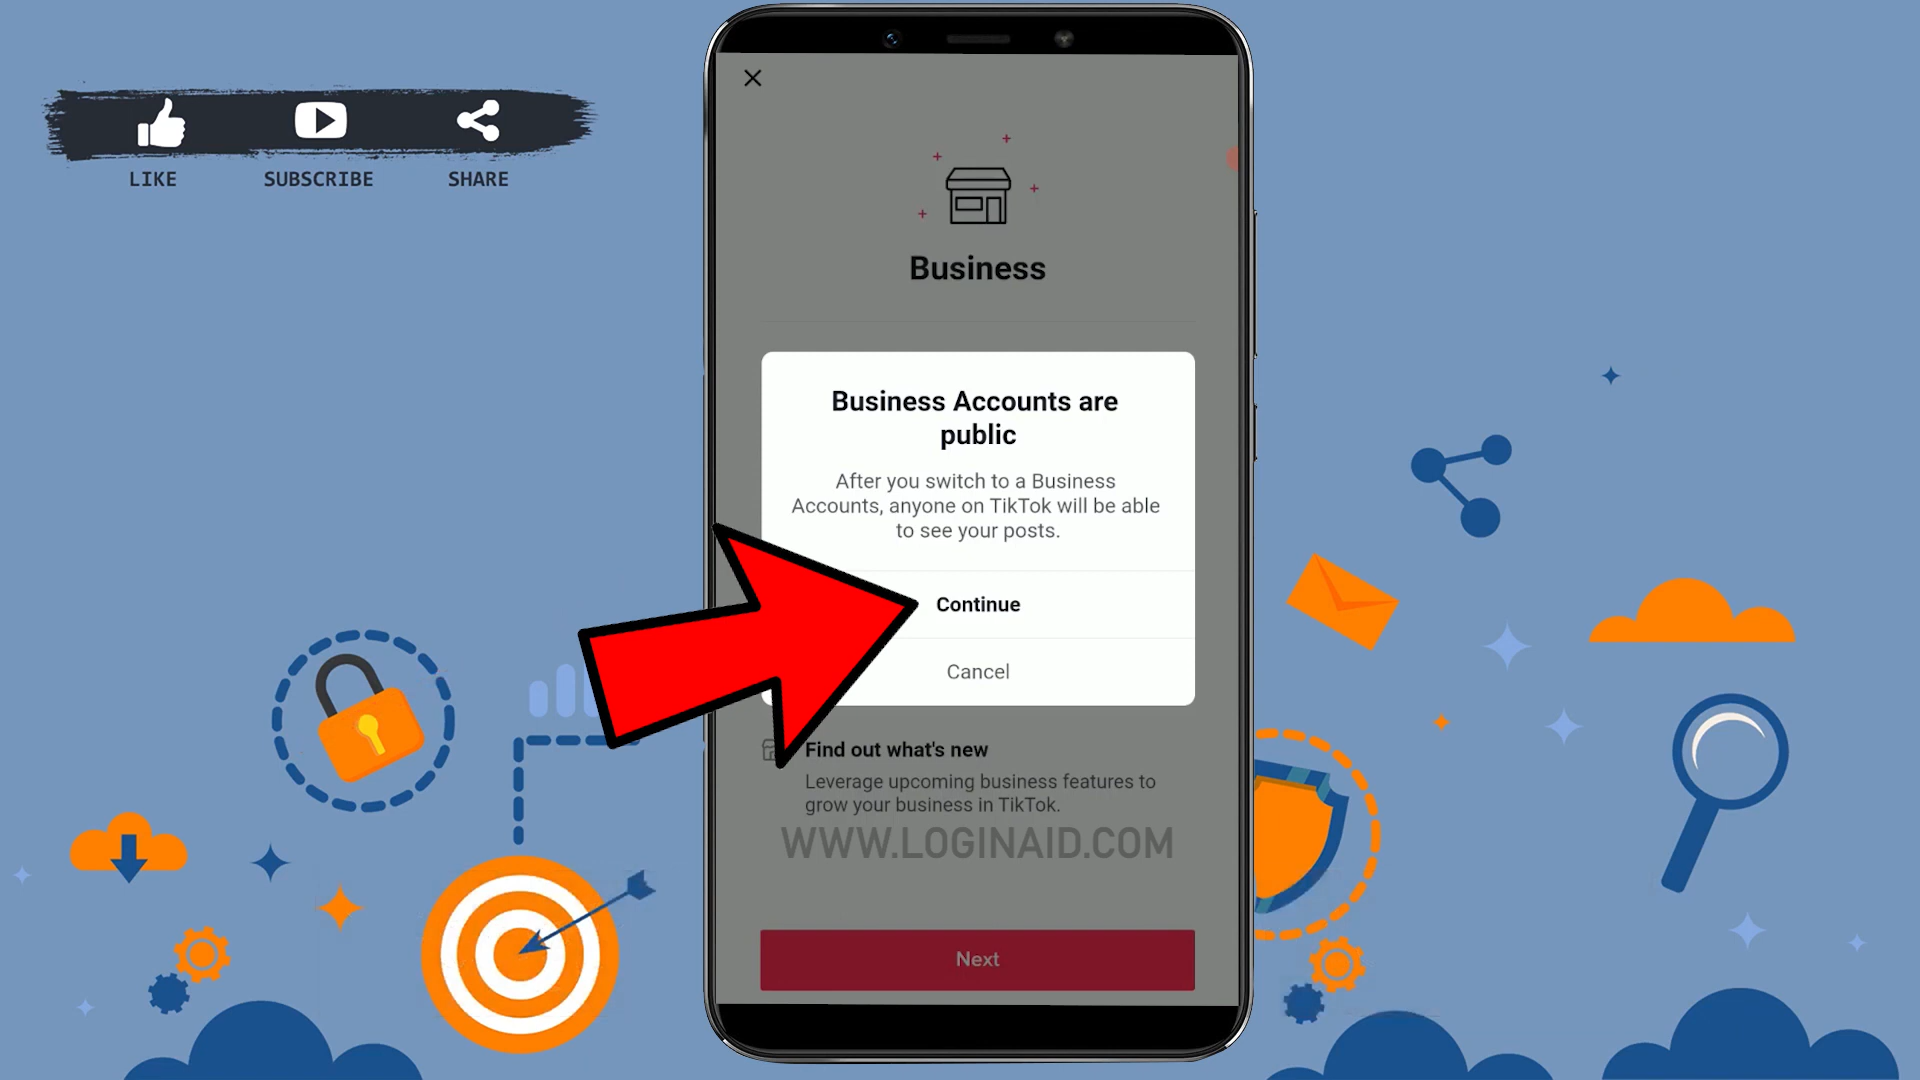 LIKE SUBSCRIBE SHARE
Business
Business Accounts are
public
After you switch to a Business
Accounts, anyone on TikTok will be able
to see your posts.
Continue
Cancel
Find out what's new
Leverage upcoming business features to
grow your business in TikTok.
WWW.LOGINAID.COM
Next